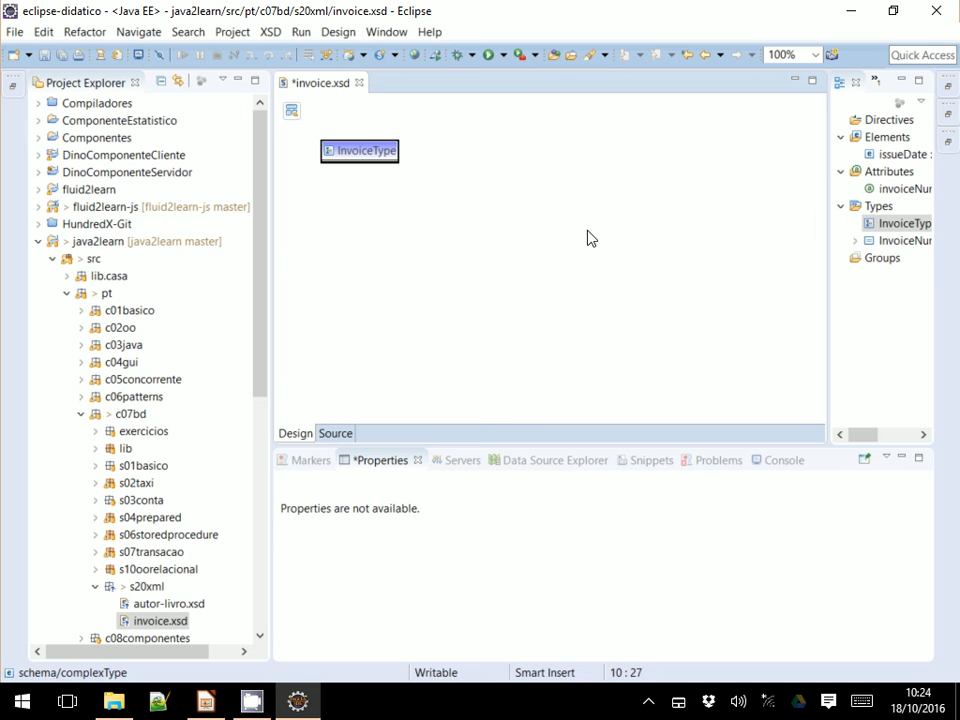 eclipse-didatico - <Java EE> - java2learn/src/pt/c07bd/s20xml/invoice.xsd - Eclipse
File Edit Refactor Navigate Search Project XSD Run Design Window Help
100% Quick Access
Project Explorer
*invoice.xsd
Compiladores
ComponenteEstatistico
Componentes
DinoComponenteCliente
DinoComponenteServidor
fluid2learn
> fluid2learn-js [fluid2learn-js master]
HundredX-Git
> java2learn [java2learn master]
> src
lib.casa
> pt
c01basico
c02oo
c03java
c04gui
c05concorrente
c06patterns
> c07bd
exercicios
lib
s01basico
s02taxi
s03conta
s04prepared
s06storedprocedure
s07transacao
s10oorelacional
> s20xml
autor-livro.xsd
invoice.xsd
c08componentes
InvoiceType
Design Source
Directives
Elements
issueDate :
Attributes
invoiceNur
Types
InvoiceTyp
InvoiceNur
Groups
Markers *Properties Servers Data Source Explorer Snippets Problems Console
Properties are not available.
schema/complexType Writable Smart Insert 10 : 27
10:24
18/10/2016